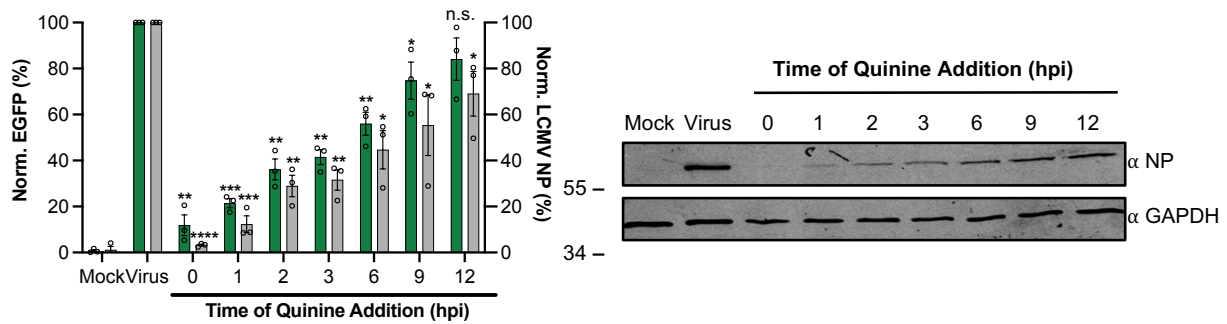 n.s.
100
80
60
40
20
0
Norm. EGFP (%)
100
80
60
40
20
0
Norm. LCMV NP (%)
** **** *** *** ** ** ** ** ** * * * *
Mock Virus 0 1 2 3 6 9 12
Time of Quinine Addition (hpi)
Time of Quinine Addition (hpi)
Mock Virus 0 1 2 3 6 9 12
α NP
55 –
α GAPDH
34 –